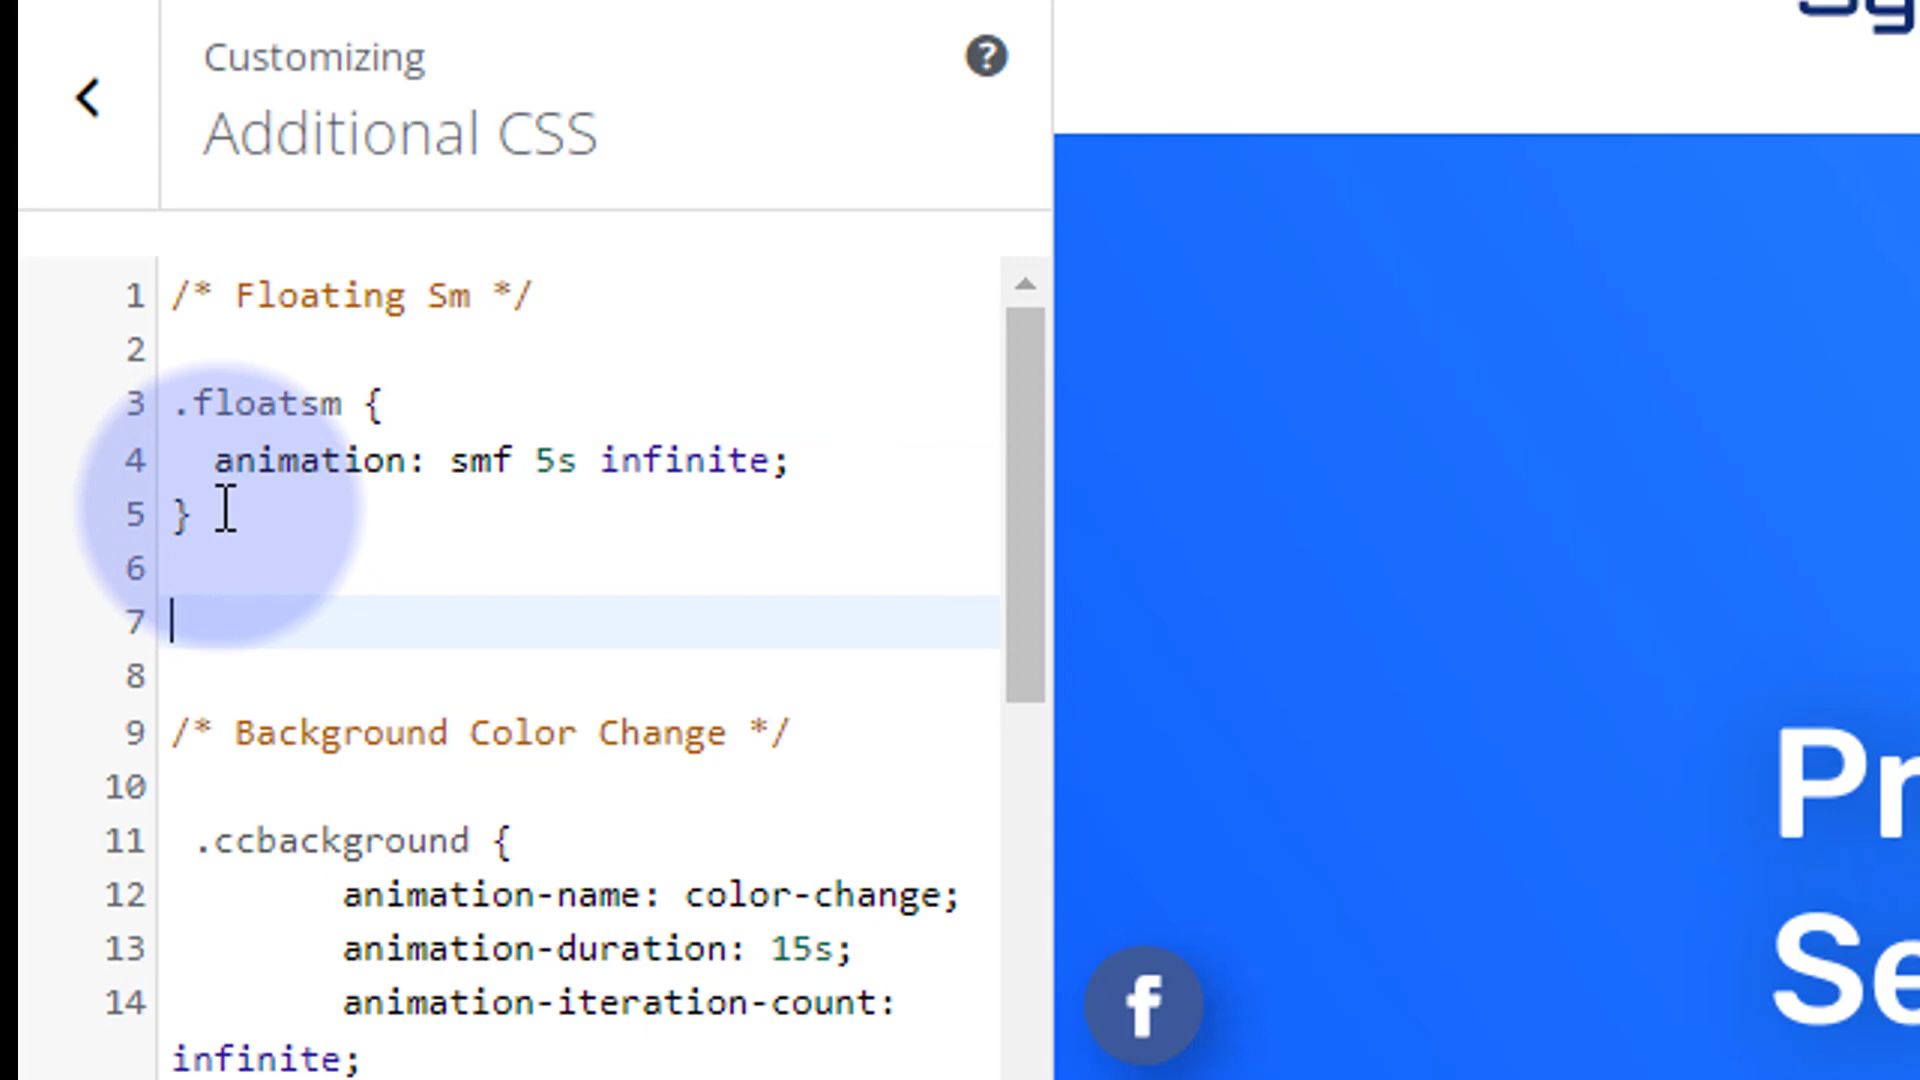 Customizing
?
Additional CSS
1 /* Floating Sm */
2
3 .floatsm {
4 animation: smf 5s infinite;
5 }
6
7
8
9 /* Background Color Change */
10
11 .ccbackground {
12 animation-name: color-change;
13 animation-duration: 15s;
14 animation-iteration-count:
infinite;
Pr
Se
f